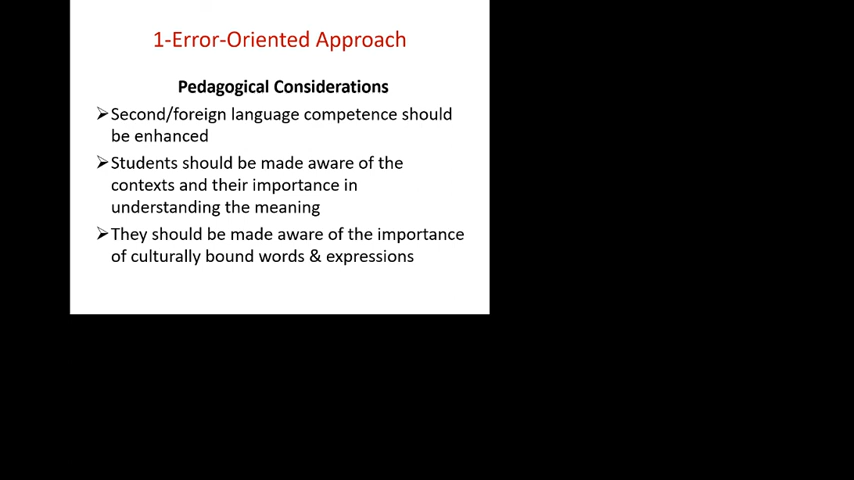 1-Error-Oriented Approach
Pedagogical Considerations
➢Second/foreign language competence should
be enhanced
➢Students should be made aware of the
contexts and their importance in
understanding the meaning
➢They should be made aware of the importance
of culturally bound words & expressions